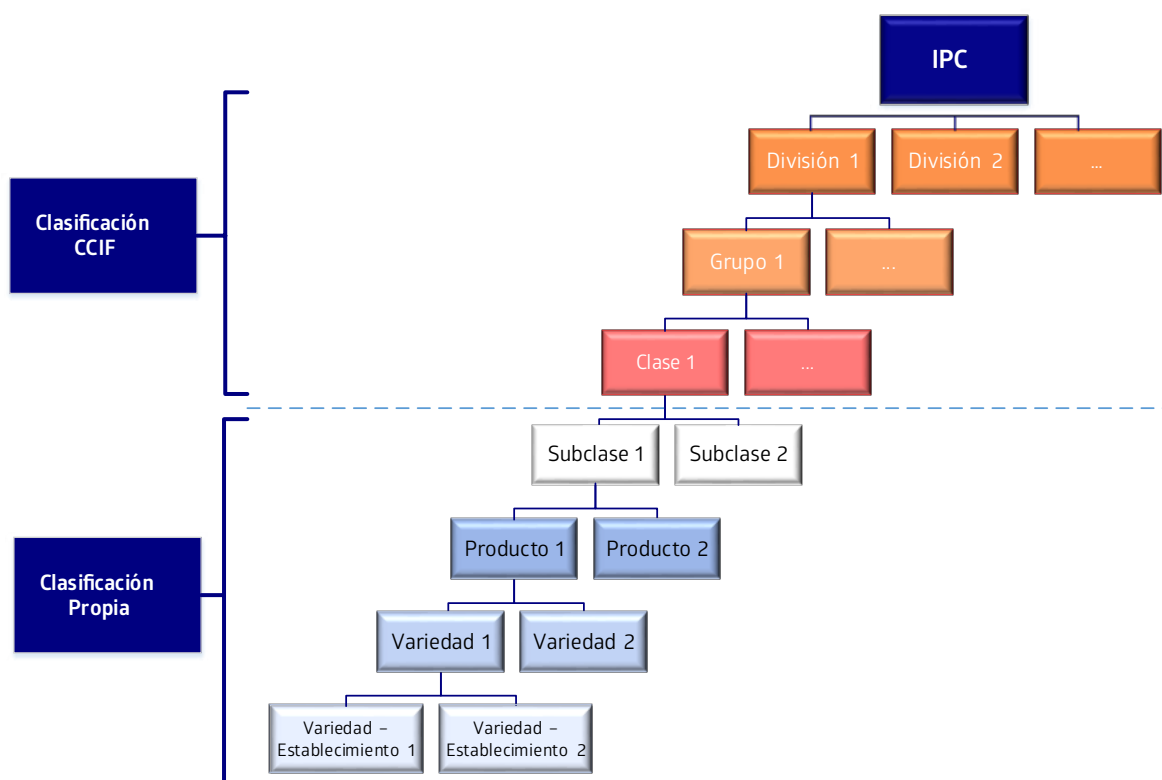 IPC
División 1
División 2
...
Clasificación
CCIF
Grupo 1
...
Clase 1
...
Subclase 1
Subclase 2
Producto 1
Producto 2
Clasificación
Propia
Variedad 1
Variedad 2
Variedad –
Establecimiento 1
Variedad –
Establecimiento 2